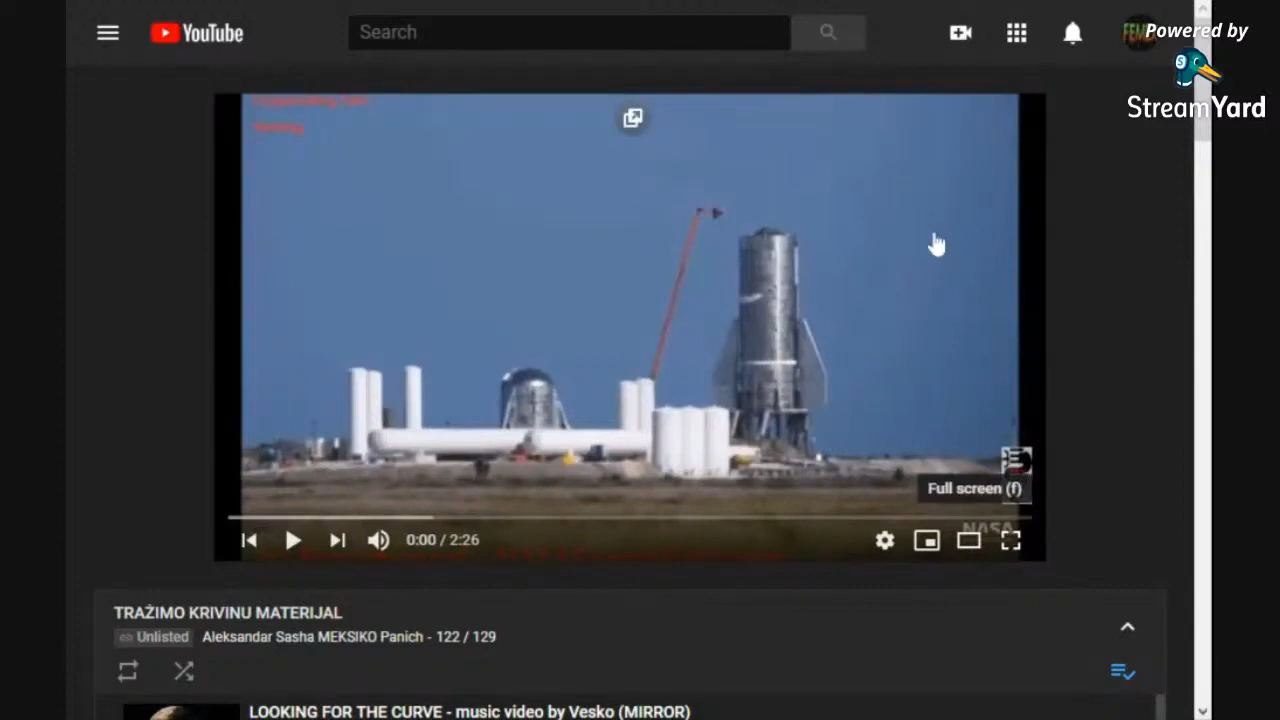 YouTube
Search
Powered by
StreamYard
Full screen (f)
NASA
0:00 / 2:26
TRAŽIMO KRIVINU MATERIJAL
Unlisted Aleksandar Sasha MEKSIKO Panich - 122 / 129
LOOKING FOR THE CURVE - music video by Vesko (MIRROR)